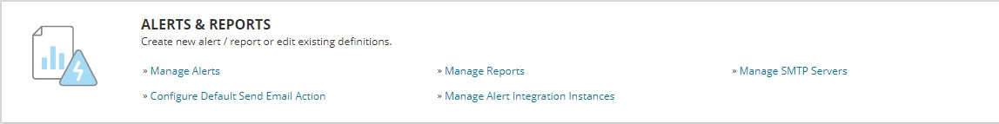 ALERTS & REPORTS
Create new alert / report or edit existing definitions.
» Manage Alerts
» Manage Reports
» Manage SMTP Servers
» Configure Default Send Email Action
» Manage Alert Integration Instances